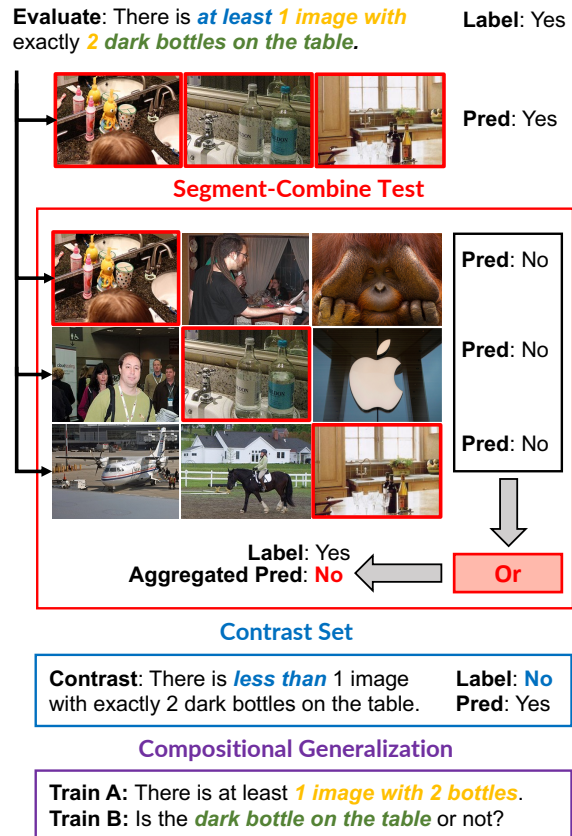 Evaluate: There is at least 1 image with
exactly 2 dark bottles on the table.
Label: Yes
Pred: Yes
Segment-Combine Test
Pred: No
Pred: No
Pred: No
Label: Yes
Aggregated Pred: No
Or
Contrast Set
Contrast: There is less than 1 image
with exactly 2 dark bottles on the table.
Label: No
Pred: Yes
Compositional Generalization
Train A: There is at least 1 image with 2 bottles.
Train B: Is the dark bottle on the table or not?